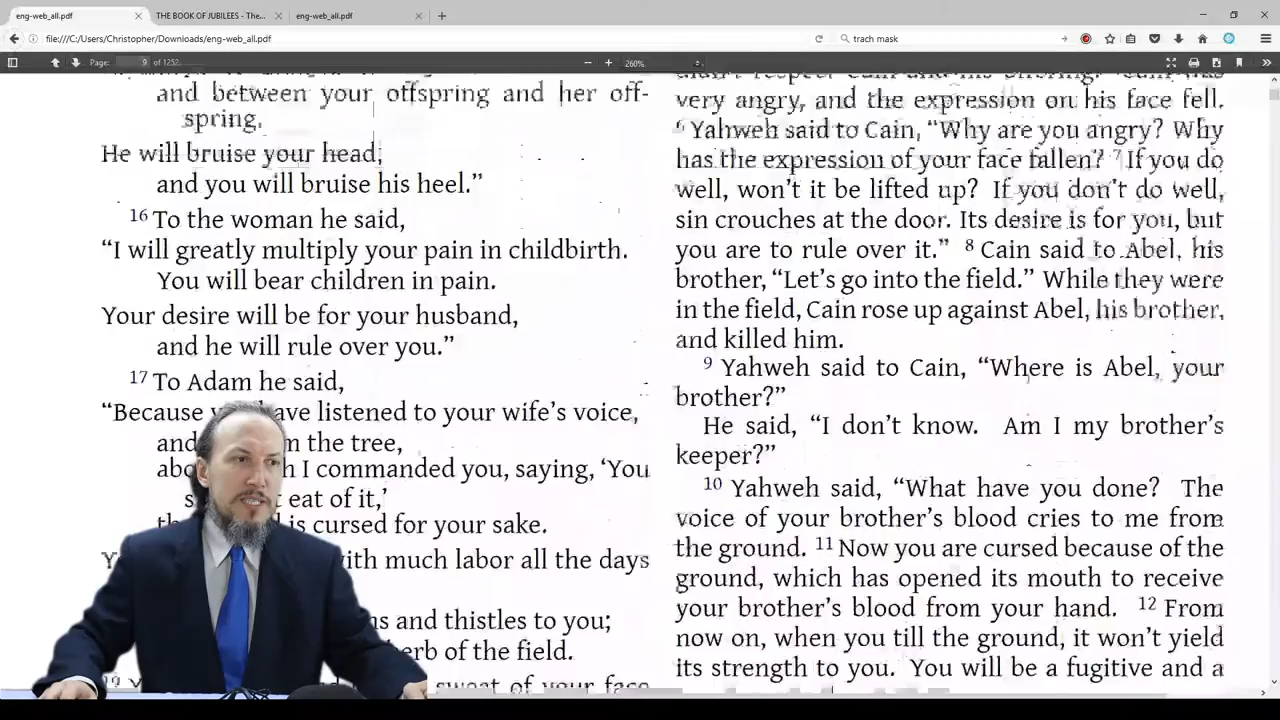 eng-web_all.pdf
THE BOOK OF JUBILEES - The...
eng-web_all.pdf
file:///C:/Users/Christopher/Downloads/eng-web_all.pdf
trach mask
Page: 9 of 1252
260%
and between your offspring and her off-
spring.
He will bruise your head;
and you will bruise his heel.”
16 To the woman he said,
“I will greatly multiply your pain in childbirth.
You will bear children in pain.
Your desire will be for your husband,
and he will rule over you.”
17 To Adam he said,
“Because have listened to your wife’s voice,
the tree,
I commanded you, saying, ‘You
eat of it,’
is cursed for your sake.
with much labor all the days
and thistles to you;
of the field.
sweat of your face
very angry, and the expression on his face fell.
6 Yahweh said to Cain, “Why are you angry? Why
has the expression of your face fallen? 7 If you do
well, won’t it be lifted up? If you don’t do well,
sin crouches at the door. Its desire is for you, but
you are to rule over it.” 8 Cain said to Abel, his
brother, “Let’s go into the field.” While they were
in the field, Cain rose up against Abel, his brother,
and killed him.
9 Yahweh said to Cain, “Where is Abel, your
brother?”
He said, “I don’t know. Am I my brother’s
keeper?”
10 Yahweh said, “What have you done? The
voice of your brother’s blood cries to me from
the ground. 11 Now you are cursed because of the
ground, which has opened its mouth to receive
your brother’s blood from your hand. 12 From
now on, when you till the ground, it won’t yield
its strength to you. You will be a fugitive and a